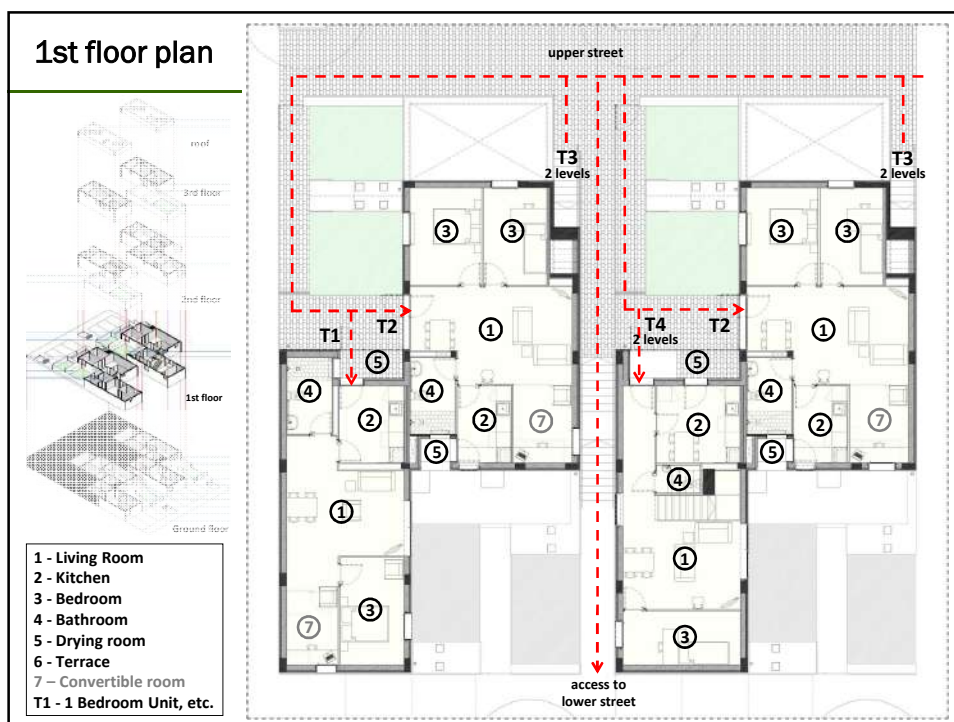 1st floor plan
roof
3rd floor
2nd floor
1st floor
Ground floor
1 - Living Room
2 - Kitchen
3 - Bedroom
4 - Bathroom
5 - Drying room
6 - Terrace
7 – Convertible room
T1 - 1 Bedroom Unit, etc.
upper street
T3
2 levels
T3
2 levels
3
3
3
3
T1
T2
1
T4
2 levels
T2
1
5
5
4
4
2
2
7
4
2
4
2
7
5
5
1
4
1
3
7
3
access to
lower street